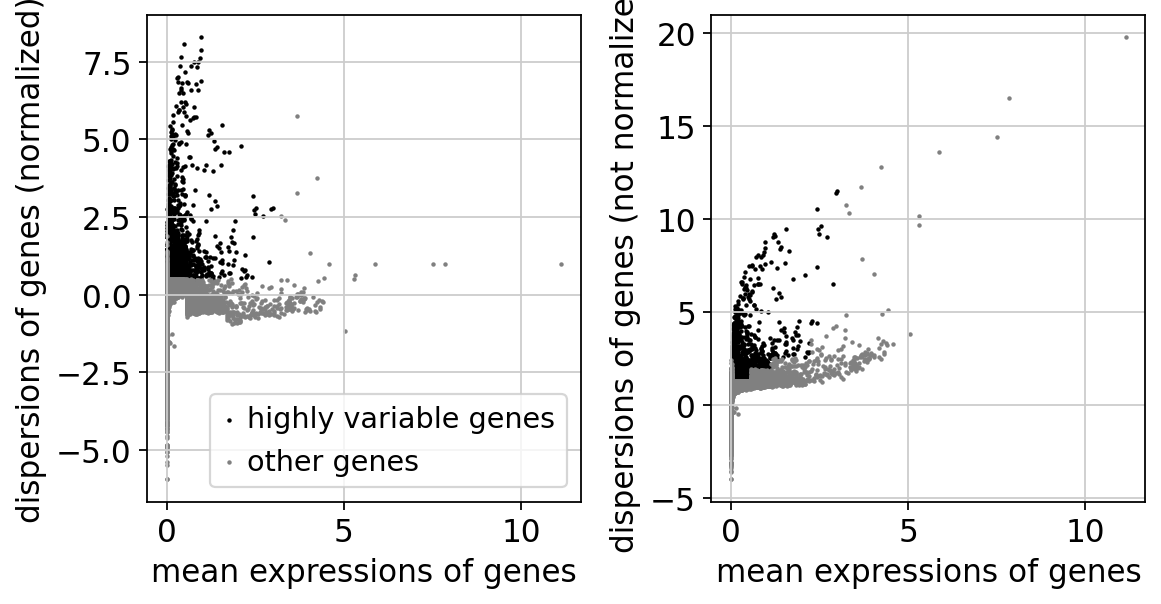 dispersions of genes (normalized)
7.5
5.0
2.5
0.0
−2.5
−5.0
highly variable genes
other genes
0 5 10
mean expressions of genes
dispersions of genes (not normalize
20
15
10
5
0
−5
0 5 10
mean expressions of genes